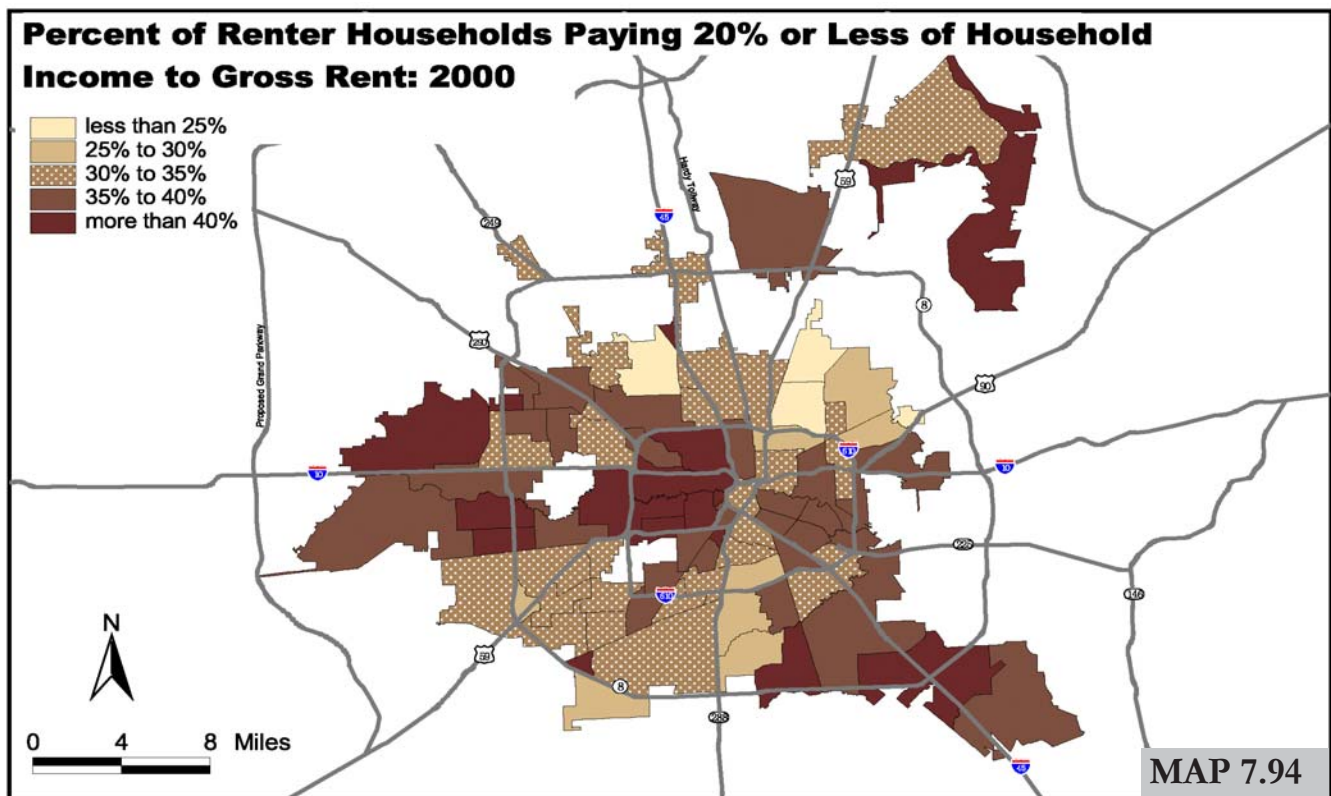 Percent of Renter Households Paying 20% or Less of Household
Income to Gross Rent: 2000
less than 25%
25% to 30%
30% to 35%
35% to 40%
more than 40%
Hardy Tollway
59
45
249
8
290
Proposed Grand Parkway
90
610
10
10
225
146
610
N
59
8
288
45
0 4 8 Miles
MAP 7.94